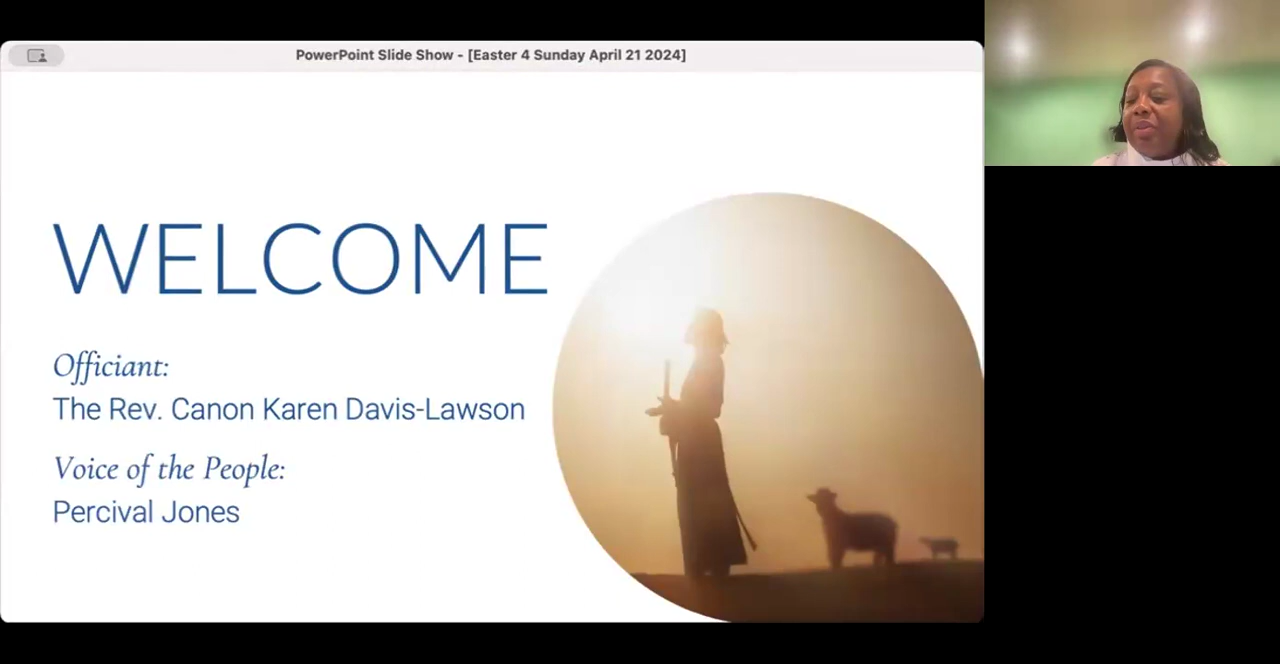 PowerPoint Slide Show - [Easter 4 Sunday April 21 2024]
WELCOME
Officiant:
The Rev. Canon Karen Davis-Lawson
Voice of the People:
Percival Jones